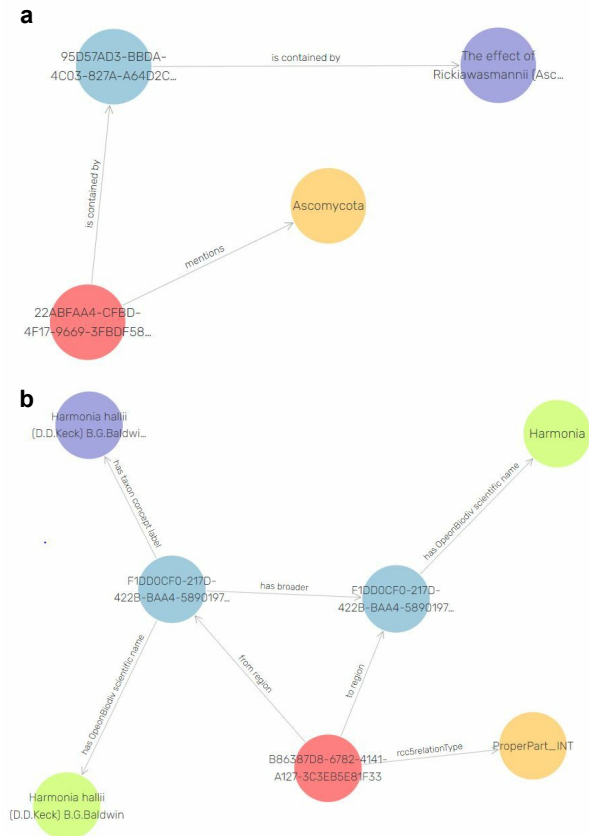 a
95D57AD3-BBDA-
4C03-827A-A64D2C...
is contained by
The effect of
Rickiawasmannii (Asc...
is contained by
Ascomycota
mentions
22ABFAA4-CFBD-
4F17-9669-3FBDF58...
b
Harmonia hallii
(D.D.Keck) B.G.Baldwi...
Harmonia
has taxon concept label
has OpeonBiodiv scientific name
F1DD0CF0-217D-
422B-BAA4-5890197...
has broader
F1DD0CF0-217D-
422B-BAA4-5890197...
has OpeonBiodiv scientific name
from region
to region
B86387D8-6782-4141-
A127-3C3EB5E81F33
rcc5relationType
ProperPart_INT
Harmonia hallii
(D.D.Keck) B.G.Baldwin